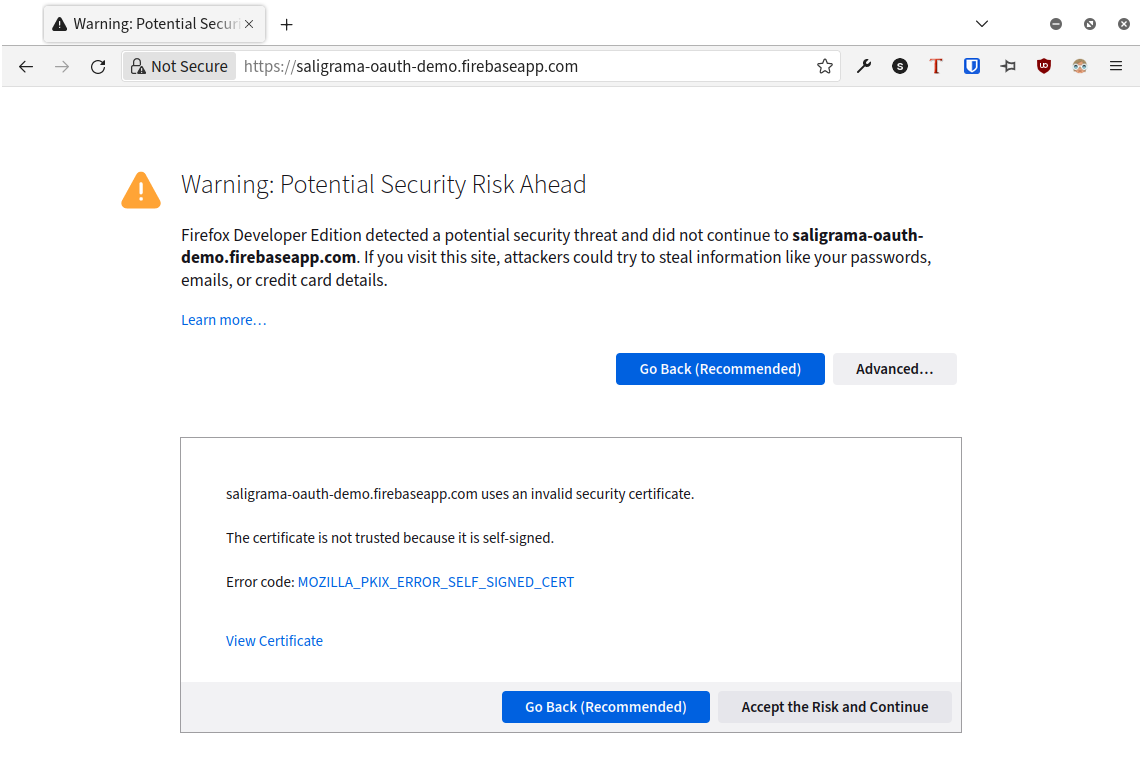 Warning: Potential Secur
Not Secure https://saligrama-oauth-demo.firebaseapp.com
S T UD
Warning: Potential Security Risk Ahead
Firefox Developer Edition detected a potential security threat and did not continue to saligrama-oauth-
demo.firebaseapp.com. If you visit this site, attackers could try to steal information like your passwords,
emails, or credit card details.
Learn more…
Go Back (Recommended) Advanced…
saligrama-oauth-demo.firebaseapp.com uses an invalid security certificate.
The certificate is not trusted because it is self-signed.
Error code: MOZILLA_PKIX_ERROR_SELF_SIGNED_CERT
View Certificate
Go Back (Recommended) Accept the Risk and Continue